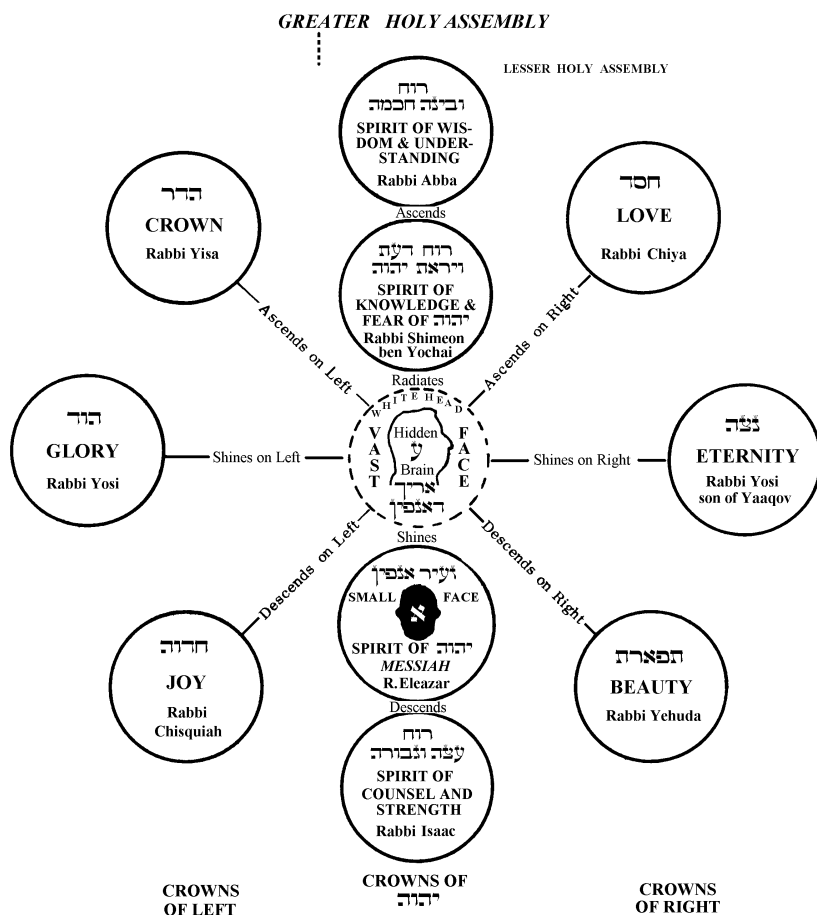 GREATER HOLY ASSEMBLY
LESSER HOLY ASSEMBLY
רוח
ובינה חכמה
SPIRIT OF WIS-
DOM & UNDER-
STANDING
Rabbi Abba
Ascends
הדר
CROWN
Rabbi Yisa
חסד
LOVE
Rabbi Chiya
רוח דעת
ויראת יהוה
SPIRIT OF
KNOWLEDGE &
FEAR OF יהוה
Rabbi Shimeon
ben Yochai
Radiates
Ascends on Left
Ascends on Right
הוד
GLORY
Rabbi Yosi
Shines on Left
WHITE HEAD
VAST
FACE
Hidden
ע
Brain
אריך
דאנפין
Shines on Right
נצה
ETERNITY
Rabbi Yosi
son of Yaaqov
Descends on Left
Descends on Right
Shines
זעיר אנפין
SMALL FACE
א
SPIRIT OF יהוה
MESSIAH
R. Eleazar
Descends
חדוה
JOY
Rabbi
Chisquiah
תפארת
BEAUTY
Rabbi Yehuda
רוח
עצה וגבורה
SPIRIT OF
COUNSEL AND
STRENGTH
Rabbi Isaac
CROWNS
OF LEFT
CROWNS OF
יהוה
CROWNS
OF RIGHT